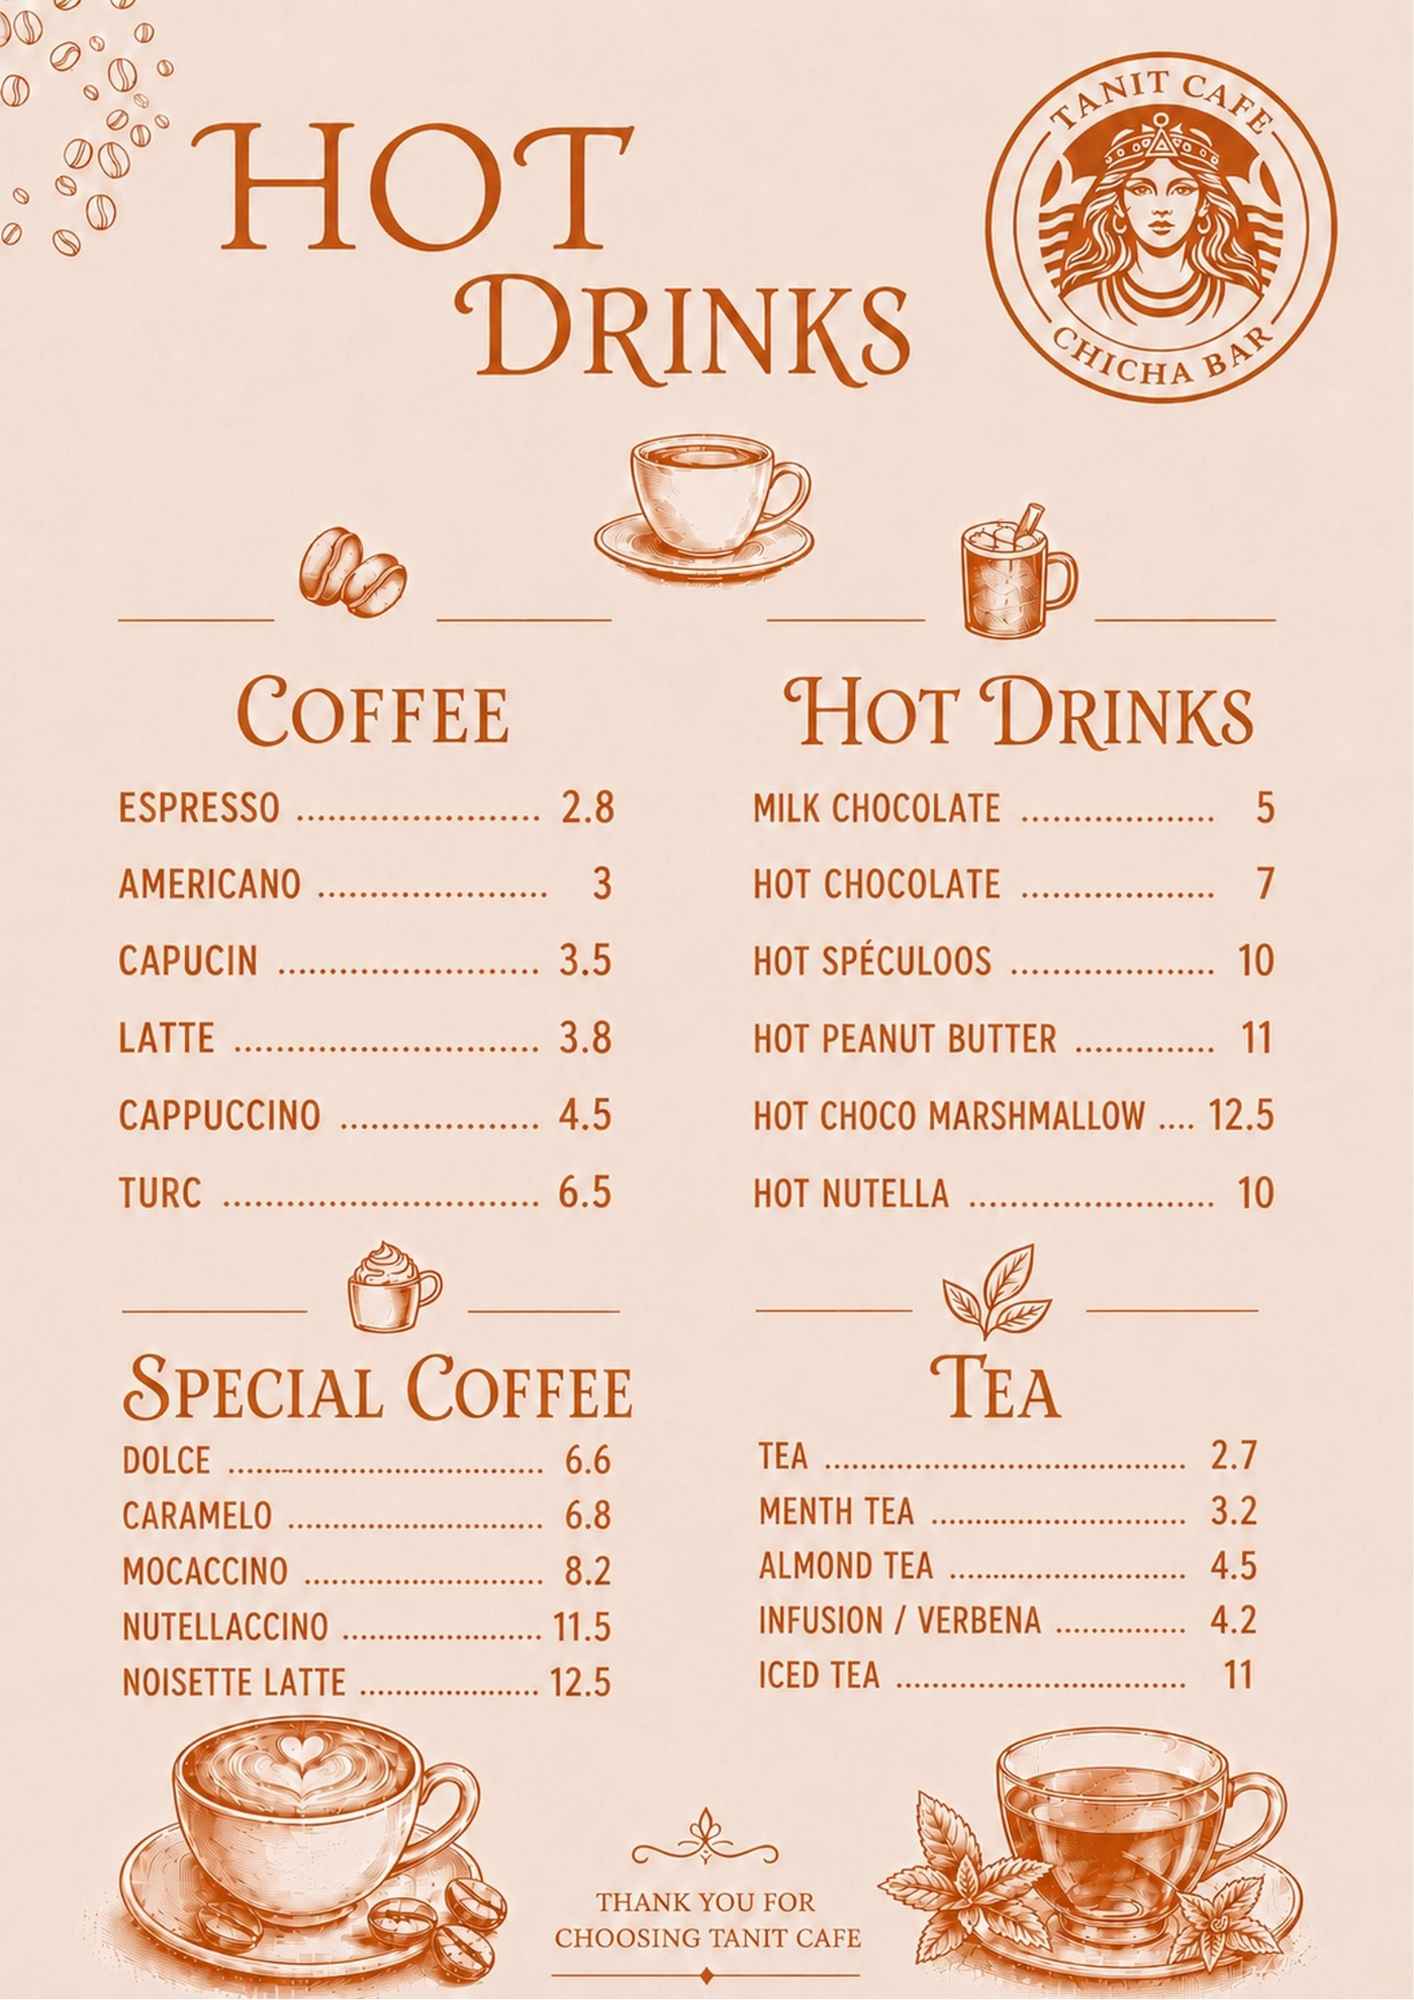 HOT
DRINKS
TANIT CAFE
CHICHA BAR
COFFEE
ESPRESSO ........................ 2.8
AMERICANO ....................... 3
CAPUCIN .......................... 3.5
LATTE .............................. 3.8
CAPPUCCINO .................... 4.5
TURC ............................... 6.5
HOT DRINKS
MILK CHOCOLATE ................... 5
HOT CHOCOLATE ................... 7
HOT SPÉCULOOS .................... 10
HOT PEANUT BUTTER .............. 11
HOT CHOCO MARSHMALLOW .... 12.5
HOT NUTELLA ........................ 10
SPECIAL COFFEE
DOLCE .................................... 6.6
CARAMELO ............................. 6.8
MOCACCINO ........................... 8.2
NUTELLACCINO ...................... 11.5
NOISETTE LATTE .................... 12.5
TEA
TEA ......................................... 2.7
MENTH TEA ............................. 3.2
ALMOND TEA ........................... 4.5
INFUSION / VERBENA ............... 4.2
ICED TEA ................................. 11
THANK YOU FOR
CHOOSING TANIT CAFE